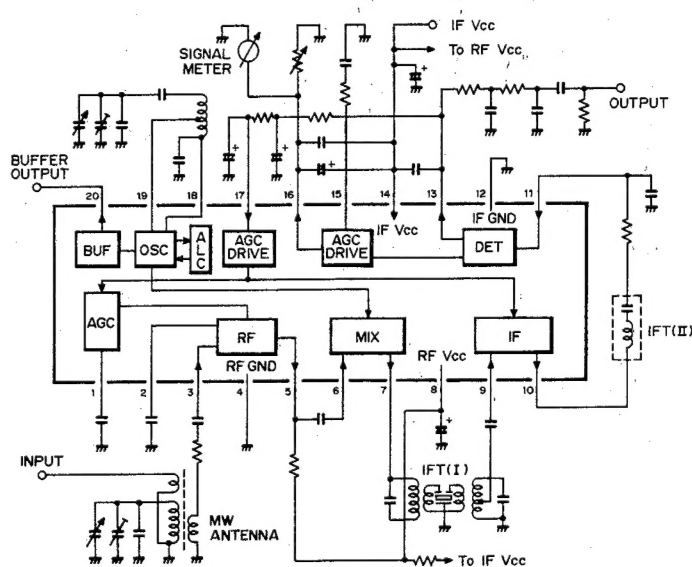 IF Vcc
To RF Vcc
SIGNAL
METER
OUTPUT
BUFFER
OUTPUT
20
19
18
17
16
15
14
13
12
11
IF Vcc
IF GND
BUF
OSC
A
L
C
AGC
DRIVE
AGC
DRIVE
DET
AGC
RF
MIX
IF
IFT(II)
RF GND
RF Vcc
1
2
3
4
5
6
7
8
9
10
INPUT
IFT(I)
MW
ANTENNA
To IF Vcc